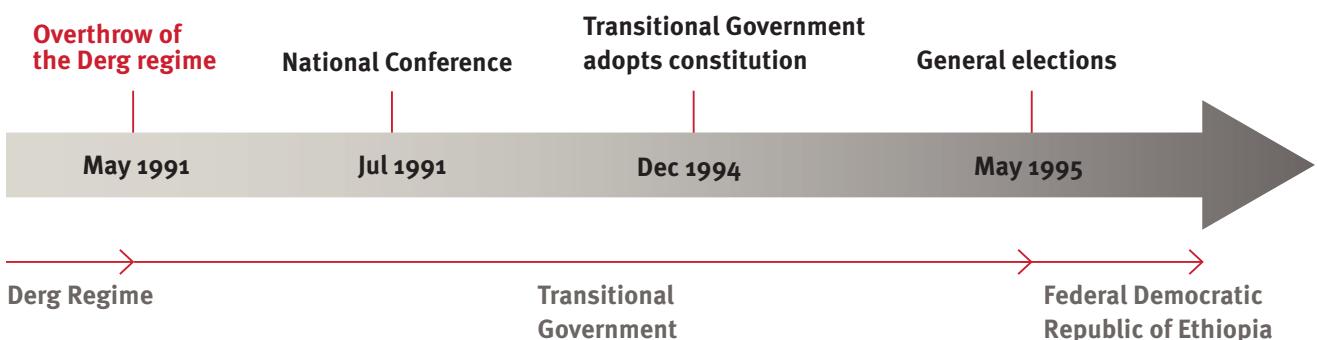 Overthrow of
the Derg regime
National Conference
Transitional Government
adopts constitution
General elections
May 1991
Jul 1991
Dec 1994
May 1995
Derg Regime
Transitional
Government
Federal Democratic
Republic of Ethiopia